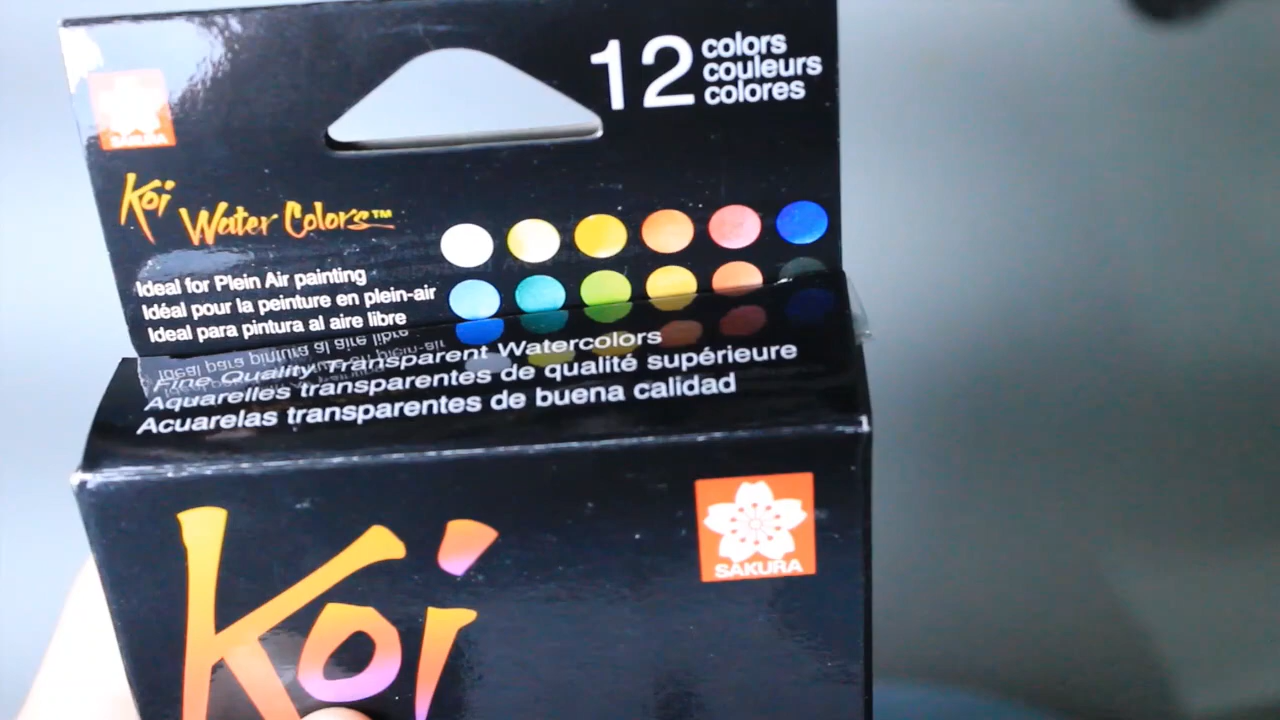 12 colors
couleurs
colores
SAKURA
Koi
Water Colors™
Ideal for Plein Air painting
Idéal pour la peinture en plein-air
Ideal para pintura al aire libre
Fine Quality Transparent Watercolors
Aquarelles transparentes de qualité supérieure
Acuarelas transparentes de buena calidad
Koi
SAKURA